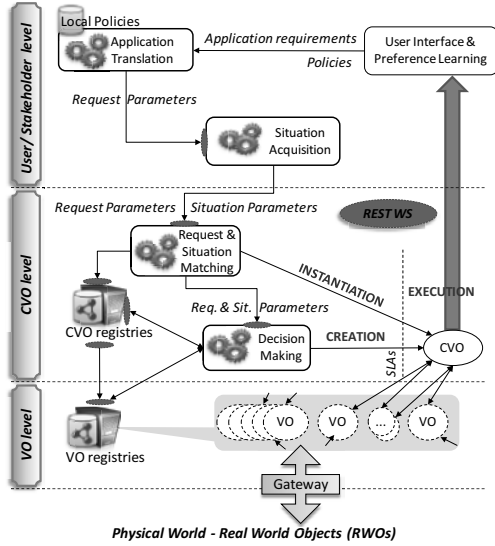 Local Policies
Application
Translation
Application requirements
Policies
User Interface &
Preference Learning
Request Parameters
Situation
Acquisition
User/ Stakeholder level
Request Parameters
Situation Parameters
REST WS
Request &
Situation
Matching
INSTANTIATION
EXECUTION
CVO level
CVO registries
Req. & Sit. Parameters
Decision
Making
CREATION
SLAs
CVO
VO level
VO registries
VO
VO
...
VO
Gateway
Physical World - Real World Objects (RWOs)